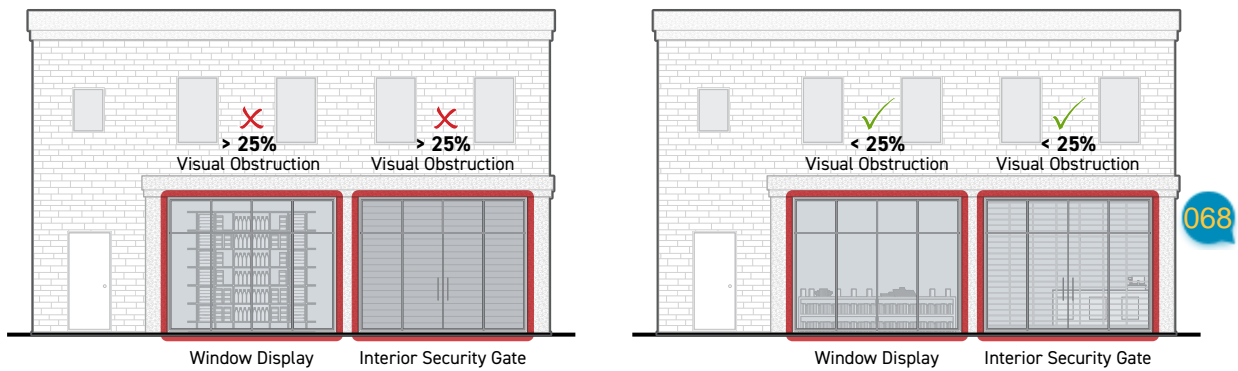 > 25%
Visual Obstruction
> 25%
Visual Obstruction
Window Display
Interior Security Gate
< 25%
Visual Obstruction
< 25%
Visual Obstruction
Window Display
Interior Security Gate
068